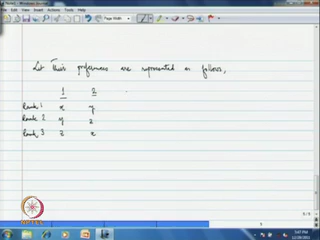 Let their preferences are represented as follows,
1 2
Rank 1 x y
Rank 2 y z
Rank 3 z x